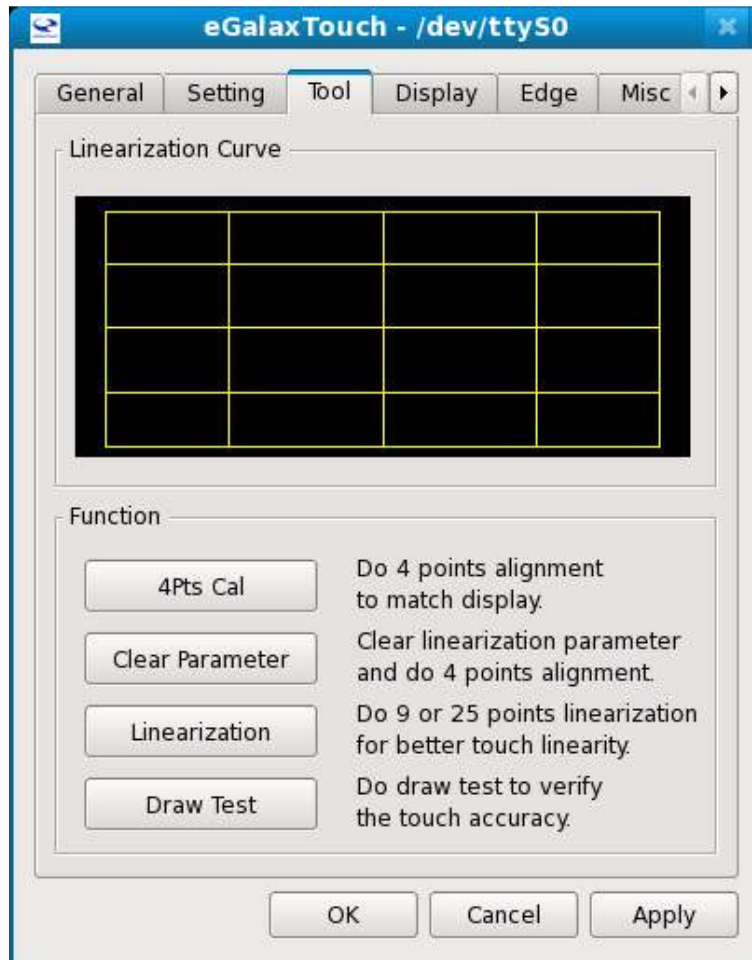 eGalaxTouch - /dev/ttyS0
General Setting Tool Display Edge Misc
Linearization Curve
Function
4Pts Cal
Do 4 points alignment
to match display.
Clear Parameter
Clear linearization parameter
and do 4 points alignment.
Linearization
Do 9 or 25 points linearization
for better touch linearity.
Draw Test
Do draw test to verify
the touch accuracy.
OK Cancel Apply